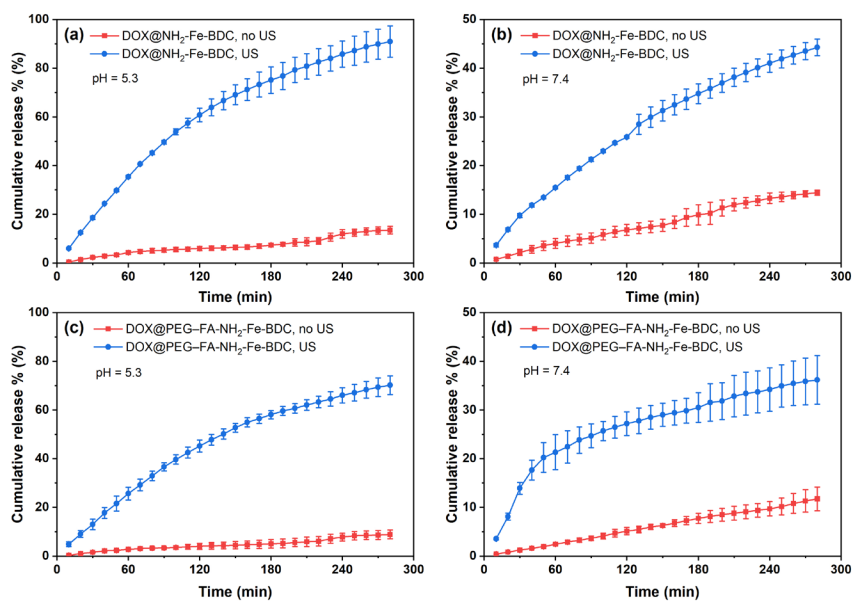 (a)
DOX@NH₂-Fe-BDC, no US
DOX@NH₂-Fe-BDC, US
pH = 5.3
Cumulative release % (%)
100
80
60
40
20
0
0 60 120 180 240 300
Time (min)
(b)
DOX@NH₂-Fe-BDC, no US
DOX@NH₂-Fe-BDC, US
pH = 7.4
Cumulative release % (%)
50
40
30
20
10
0
0 60 120 180 240 300
Time (min)
(c)
DOX@PEG–FA-NH₂-Fe-BDC, no US
DOX@PEG–FA-NH₂-Fe-BDC, US
pH = 5.3
Cumulative release % (%)
100
80
60
40
20
0
0 60 120 180 240 300
Time (min)
(d)
DOX@PEG–FA-NH₂-Fe-BDC, no US
DOX@PEG–FA-NH₂-Fe-BDC, US
pH = 7.4
Cumulative release % (%)
50
40
30
20
10
0
0 60 120 180 240 300
Time (min)